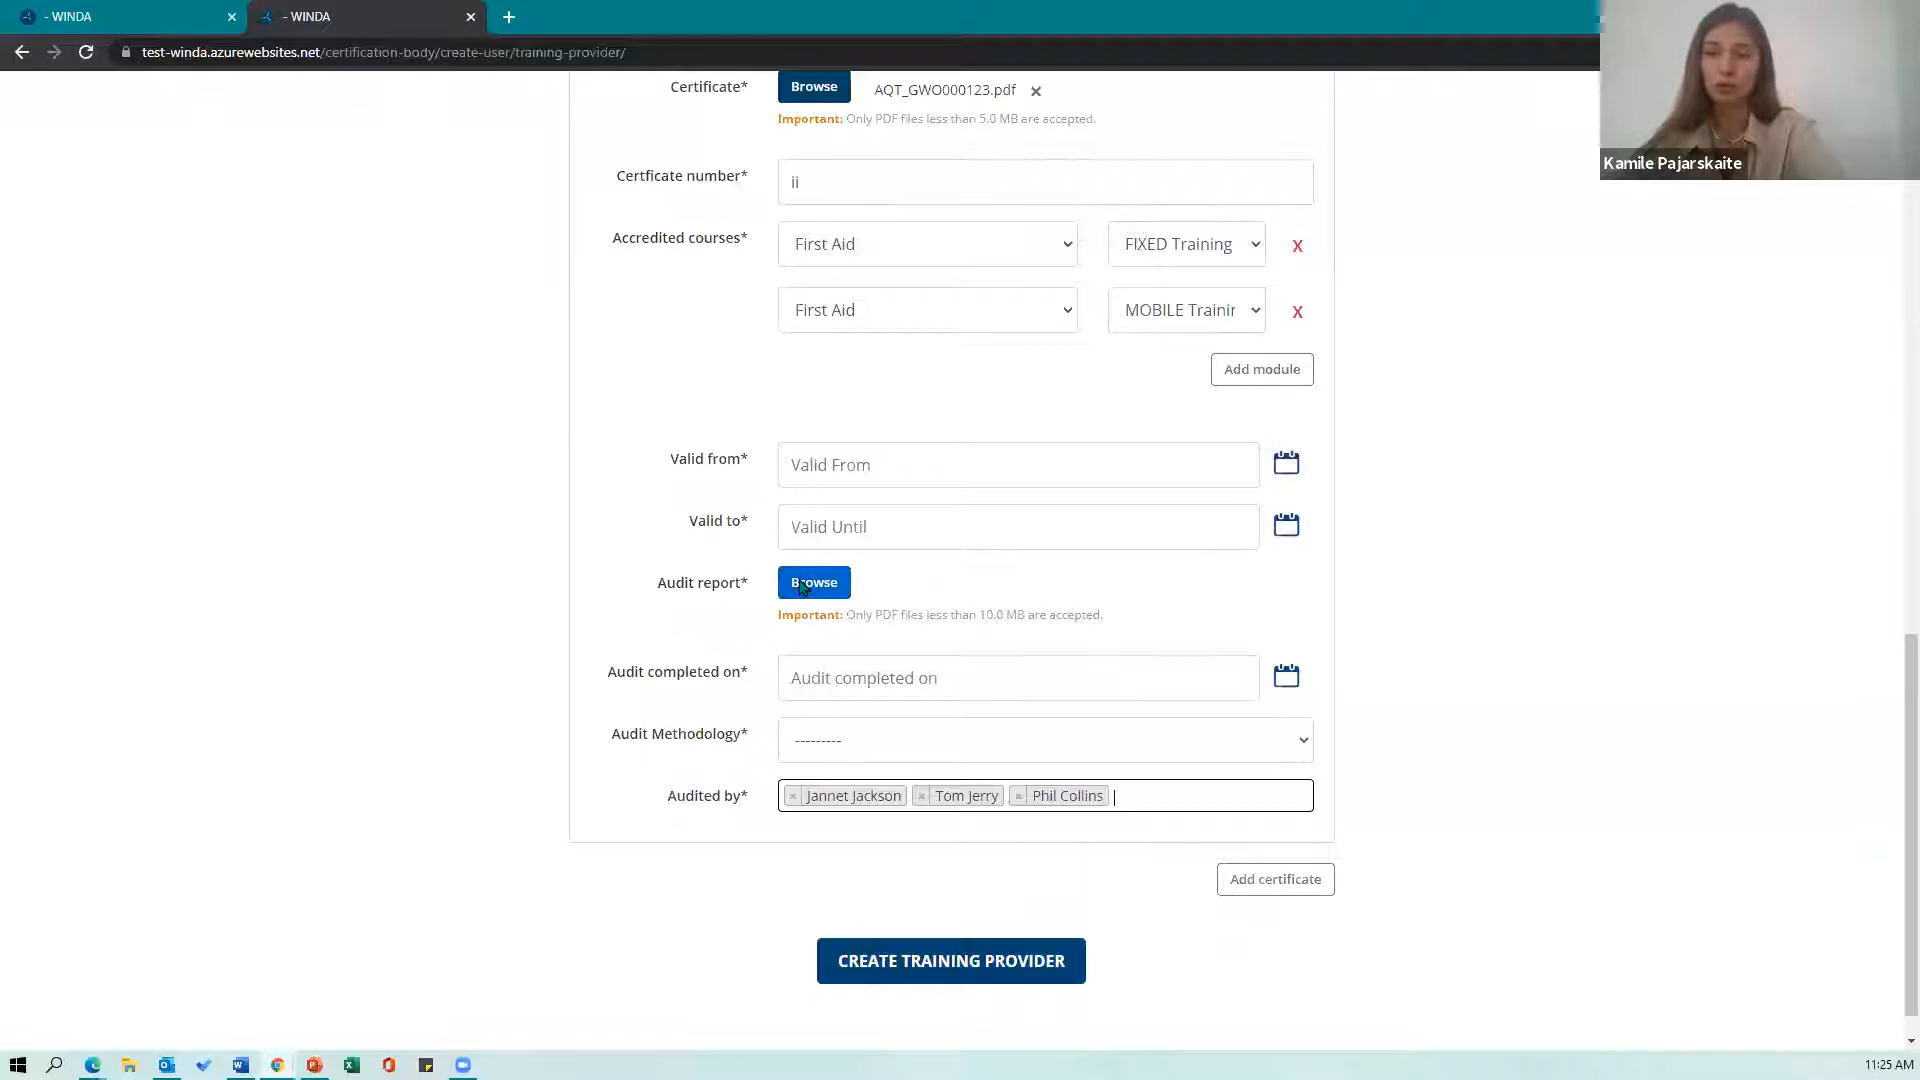 - WINDA
- WINDA
test-winda.azurewebsites.net/certification-body/create-user/training-provider/
Kamile Pajarskaite
Certificate* Browse AQT_GWO000123.pdf
Important: Only PDF files less than 5.0 MB are accepted.
Certficate number* ii
Accredited courses* First Aid FIXED Training X
First Aid MOBILE Trainir X
Add module
Valid from* Valid From
Valid to* Valid Until
Audit report* Browse
Important: Only PDF files less than 10.0 MB are accepted.
Audit completed on* Audit completed on
Audit Methodology* ---------
Audited by* × Jannet Jackson × Tom Jerry × Phil Collins
Add certificate
CREATE TRAINING PROVIDER
11:25 AM